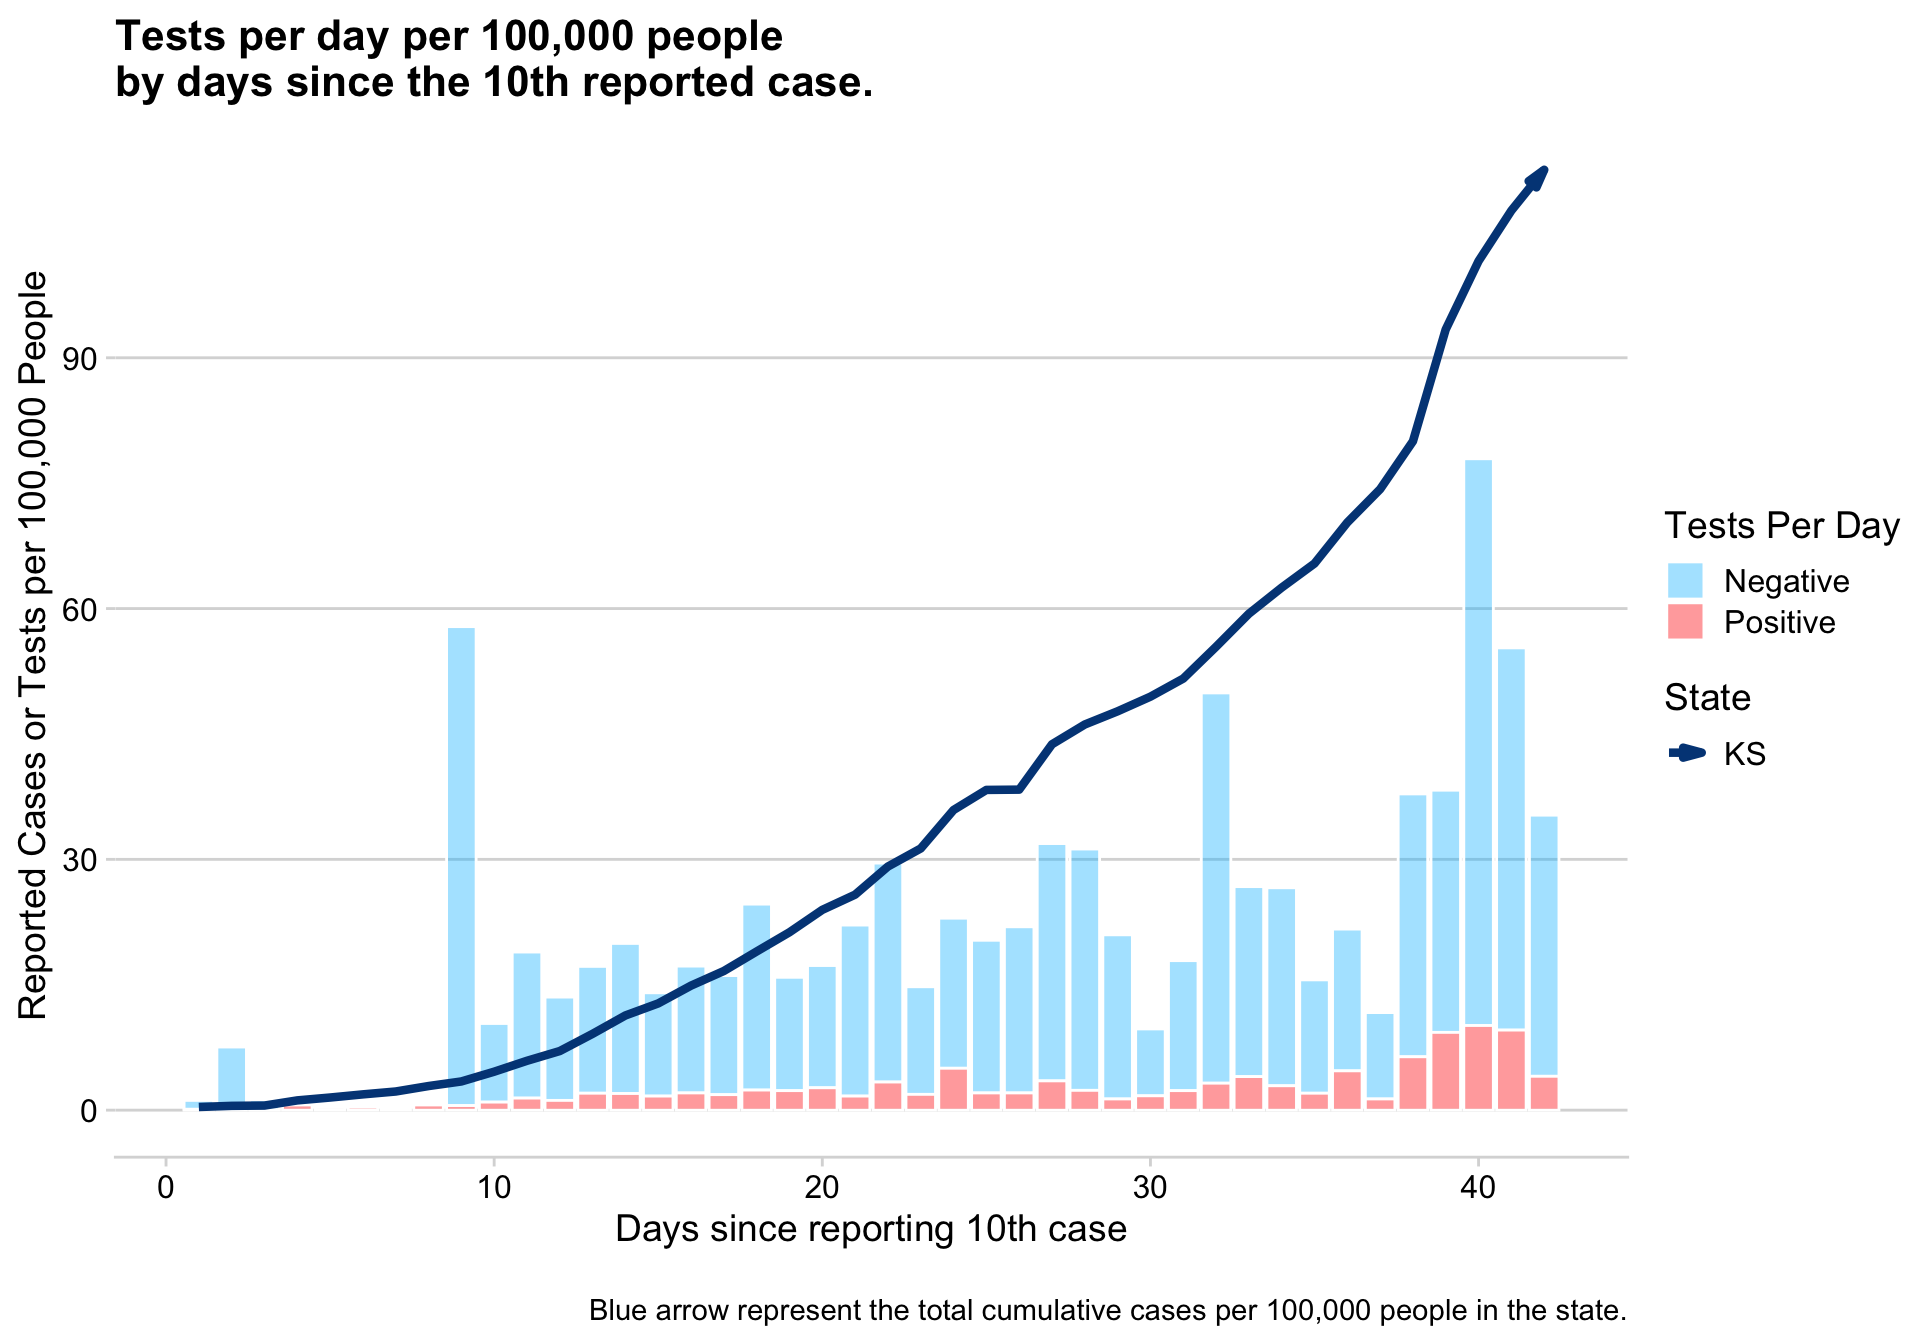 Tests per day per 100,000 people
by days since the 10th reported case.
Reported Cases or Tests per 100,000 People
90
60
30
0
0
10
20
30
40
Days since reporting 10th case
Tests Per Day
Negative
Positive
State
KS
Blue arrow represent the total cumulative cases per 100,000 people in the state.